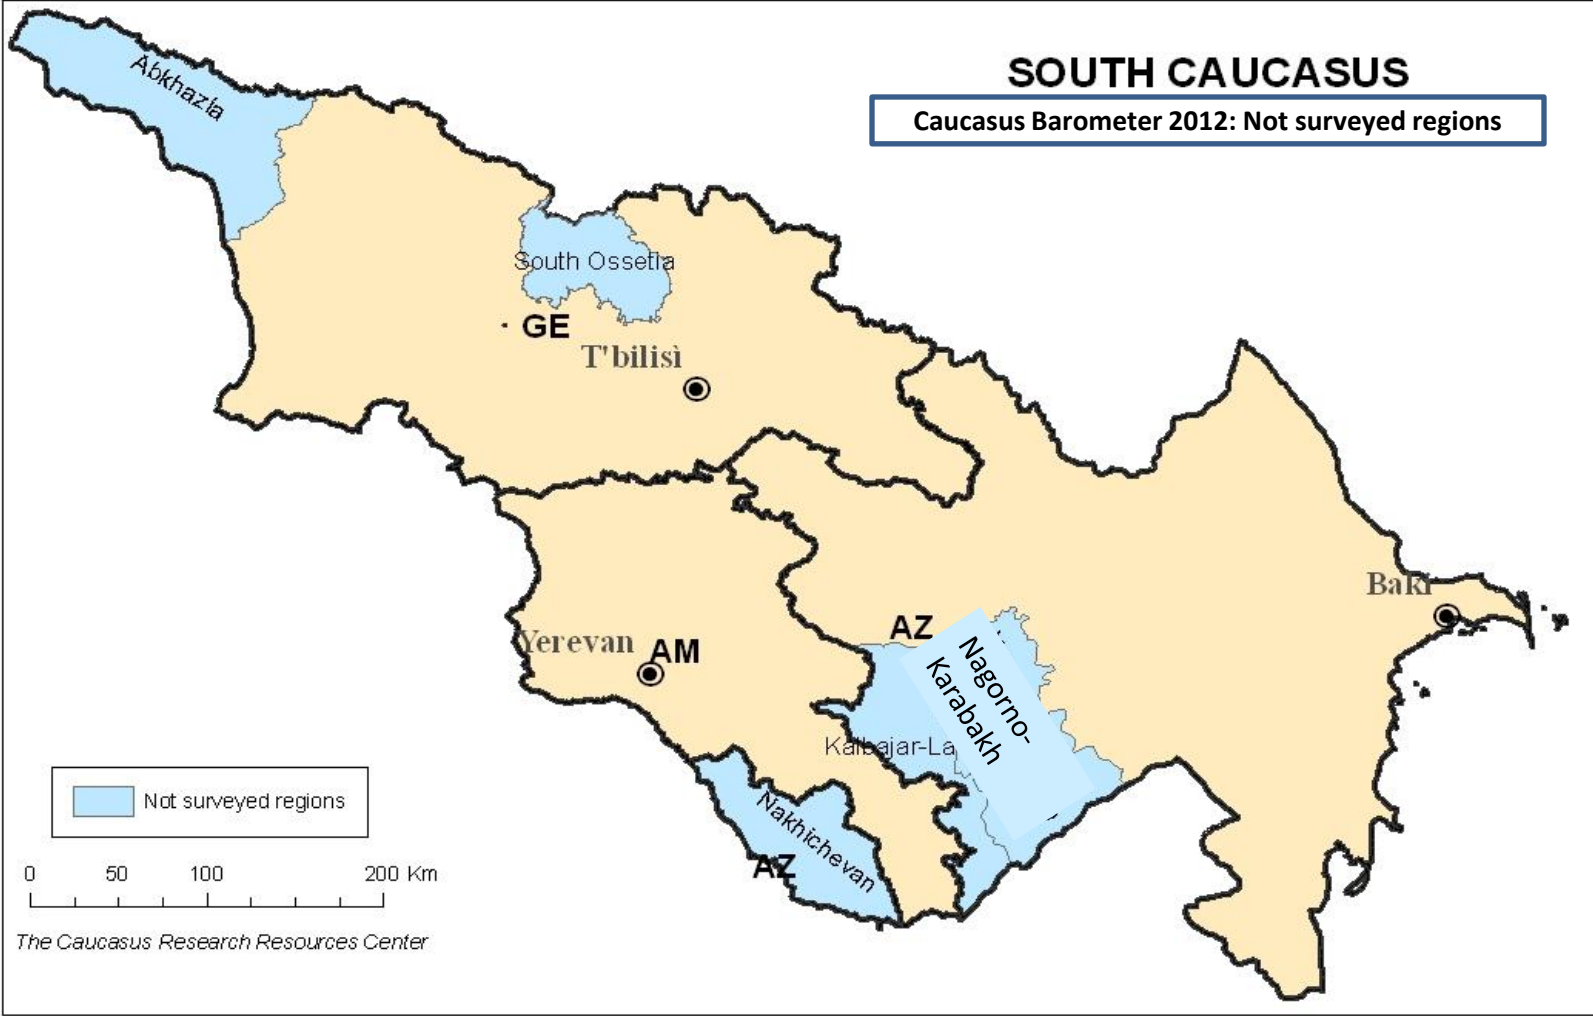 SOUTH CAUCASUS
Caucasus Barometer 2012: Not surveyed regions
Abkhazia
South Ossetia
GE
T'bilisi
Baki
AZ
Yerevan
AM
Nagorno-
Karabakh
Kalbajar-La
Nakhichevan
AZ
Not surveyed regions
0 50 100 200 Km
The Caucasus Research Resources Center